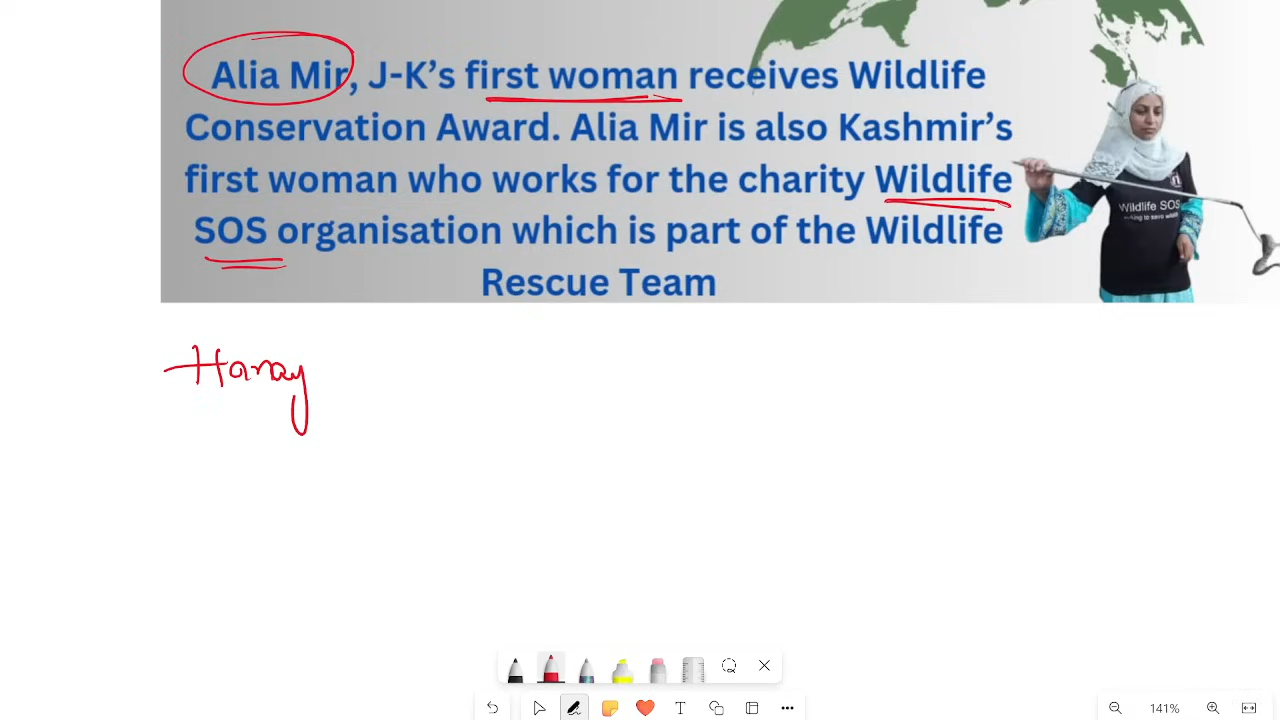 Alia Mir, J-K’s first woman receives Wildlife
Conservation Award. Alia Mir is also Kashmir’s
first woman who works for the charity Wildlife
SOS organisation which is part of the Wildlife
Rescue Team
Wildlife SOS
Haray
141%